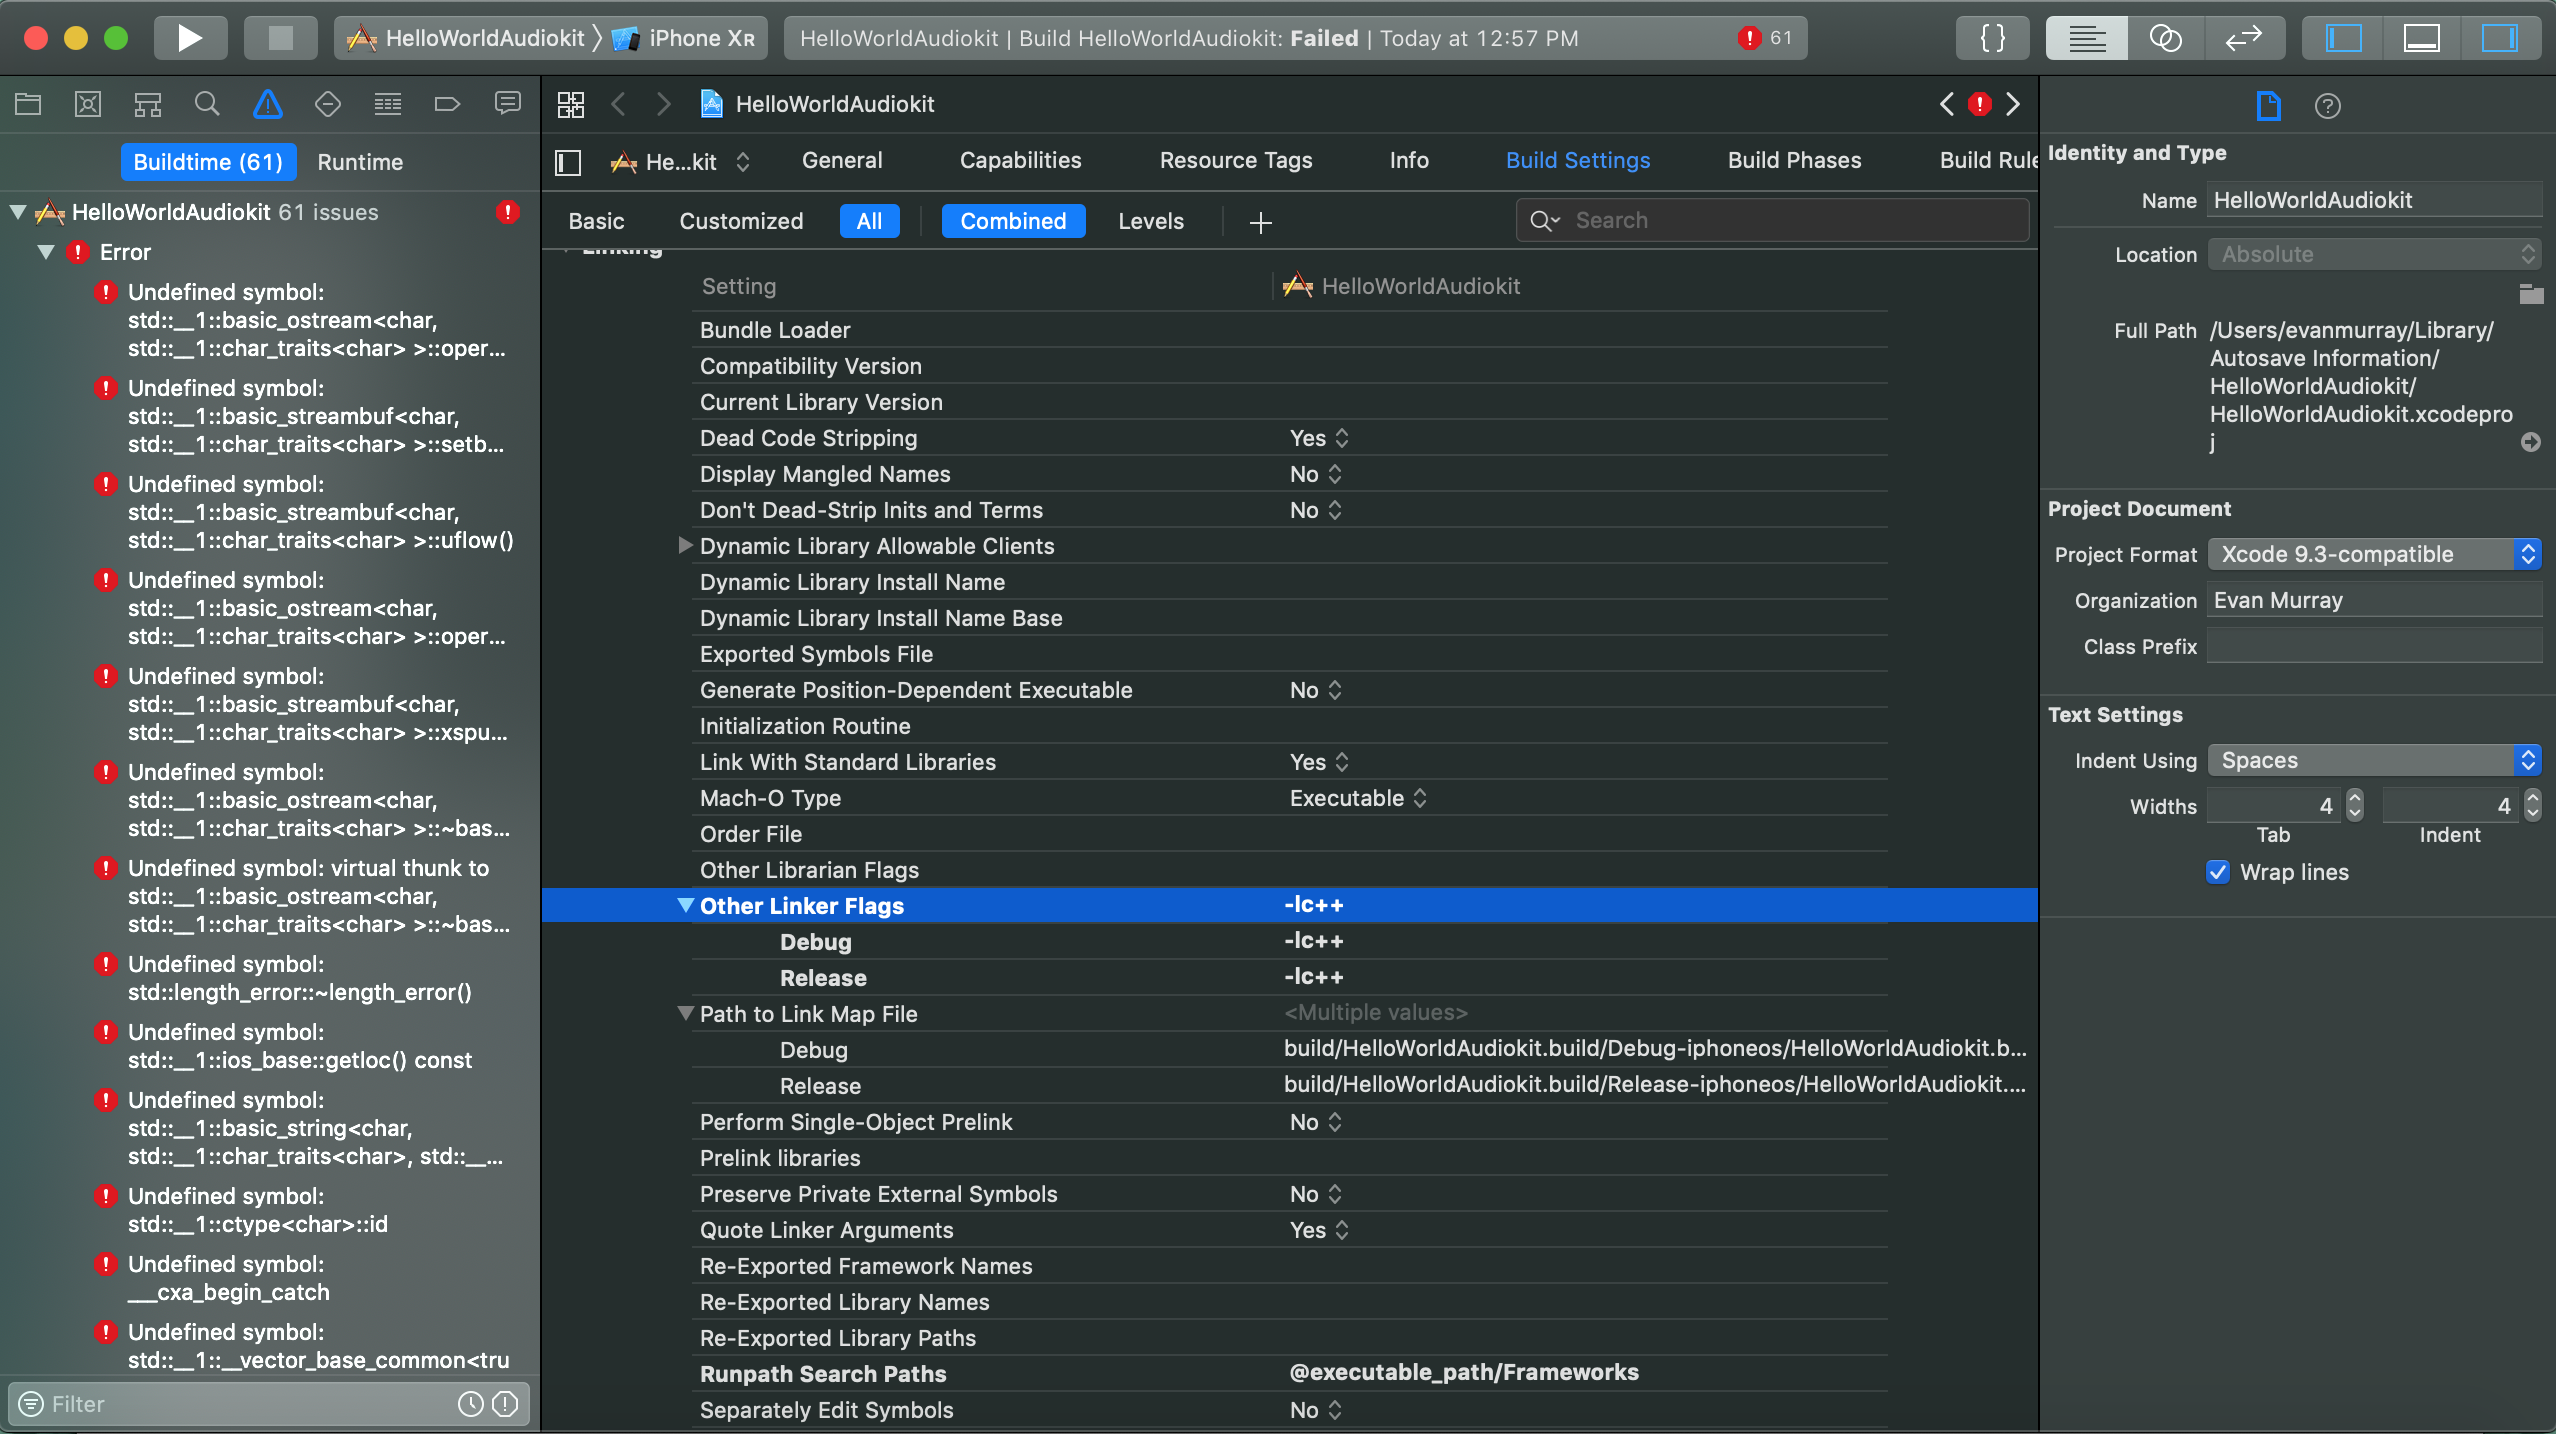 HelloWorldAudiokit 〉 iPhone XR
HelloWorldAudiokit | Build HelloWorldAudiokit: Failed | Today at 12:57 PM
61
{ }
HelloWorldAudiokit
Buildtime (61) Runtime
HelloWorldAudiokit 61 issues
Error
Undefined symbol:
std::__1::basic_ostream<char,
std::__1::char_traits<char> >::oper...
Undefined symbol:
std::__1::basic_streambuf<char,
std::__1::char_traits<char> >::setb...
Undefined symbol:
std::__1::basic_streambuf<char,
std::__1::char_traits<char> >::uflow()
Undefined symbol:
std::__1::basic_ostream<char,
std::__1::char_traits<char> >::oper...
Undefined symbol:
std::__1::basic_streambuf<char,
std::__1::char_traits<char> >::xspu...
Undefined symbol:
std::__1::basic_ostream<char,
std::__1::char_traits<char> >::~bas...
Undefined symbol: virtual thunk to
std::__1::basic_ostream<char,
std::__1::char_traits<char> >::~bas...
Undefined symbol:
std::length_error::~length_error()
Undefined symbol:
std::__1::ios_base::getloc() const
Undefined symbol:
std::__1::basic_string<char,
std::__1::char_traits<char>, std::__...
Undefined symbol:
std::__1::ctype<char>::id
Undefined symbol:
___cxa_begin_catch
Undefined symbol:
std::__1::__vector_base_common<tru
Filter
He...kit General Capabilities Resource Tags Info Build Settings Build Phases Build Rule
Basic Customized All Combined Levels + Search
Linking
Setting HelloWorldAudiokit
Bundle Loader
Compatibility Version
Current Library Version
Dead Code Stripping Yes
Display Mangled Names No
Don't Dead-Strip Inits and Terms No
Dynamic Library Allowable Clients
Dynamic Library Install Name
Dynamic Library Install Name Base
Exported Symbols File
Generate Position-Dependent Executable No
Initialization Routine
Link With Standard Libraries Yes
Mach-O Type Executable
Order File
Other Librarian Flags
Other Linker Flags -lc++
Debug -lc++
Release -lc++
Path to Link Map File <Multiple values>
Debug build/HelloWorldAudiokit.build/Debug-iphoneos/HelloWorldAudiokit.b...
Release build/HelloWorldAudiokit.build/Release-iphoneos/HelloWorldAudiokit....
Perform Single-Object Prelink No
Prelink libraries
Preserve Private External Symbols No
Quote Linker Arguments Yes
Re-Exported Framework Names
Re-Exported Library Names
Re-Exported Library Paths
Runpath Search Paths @executable_path/Frameworks
Separately Edit Symbols No
Identity and Type
Name HelloWorldAudiokit
Location Absolute
Full Path /Users/evanmurray/Library/
Autosave Information/
HelloWorldAudiokit/
HelloWorldAudiokit.xcodepro
j
Project Document
Project Format Xcode 9.3-compatible
Organization Evan Murray
Class Prefix
Text Settings
Indent Using Spaces
Widths 4 4
Tab Indent
Wrap lines